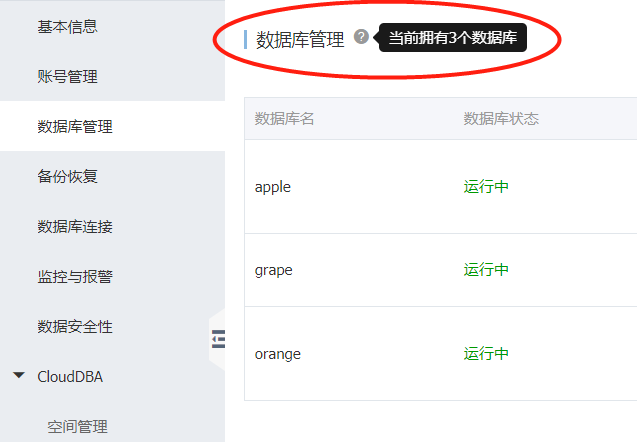 基本信息
账号管理
数据库管理
备份恢复
数据库连接
监控与报警
数据安全性
CloudDBA
空间管理
数据库管理 ? 当前拥有3个数据库
数据库名 数据库状态
apple 运行中
grape 运行中
orange 运行中